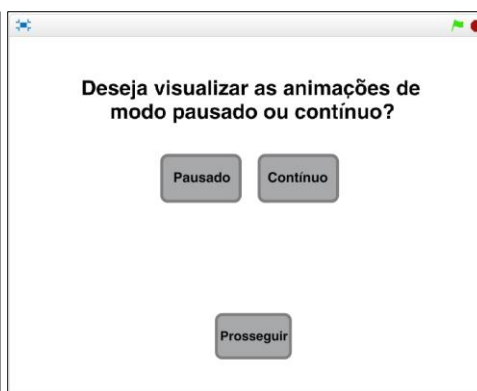 Deseja visualizar as animações de
modo pausado ou contínuo?
Pausado Contínuo
Prosseguir